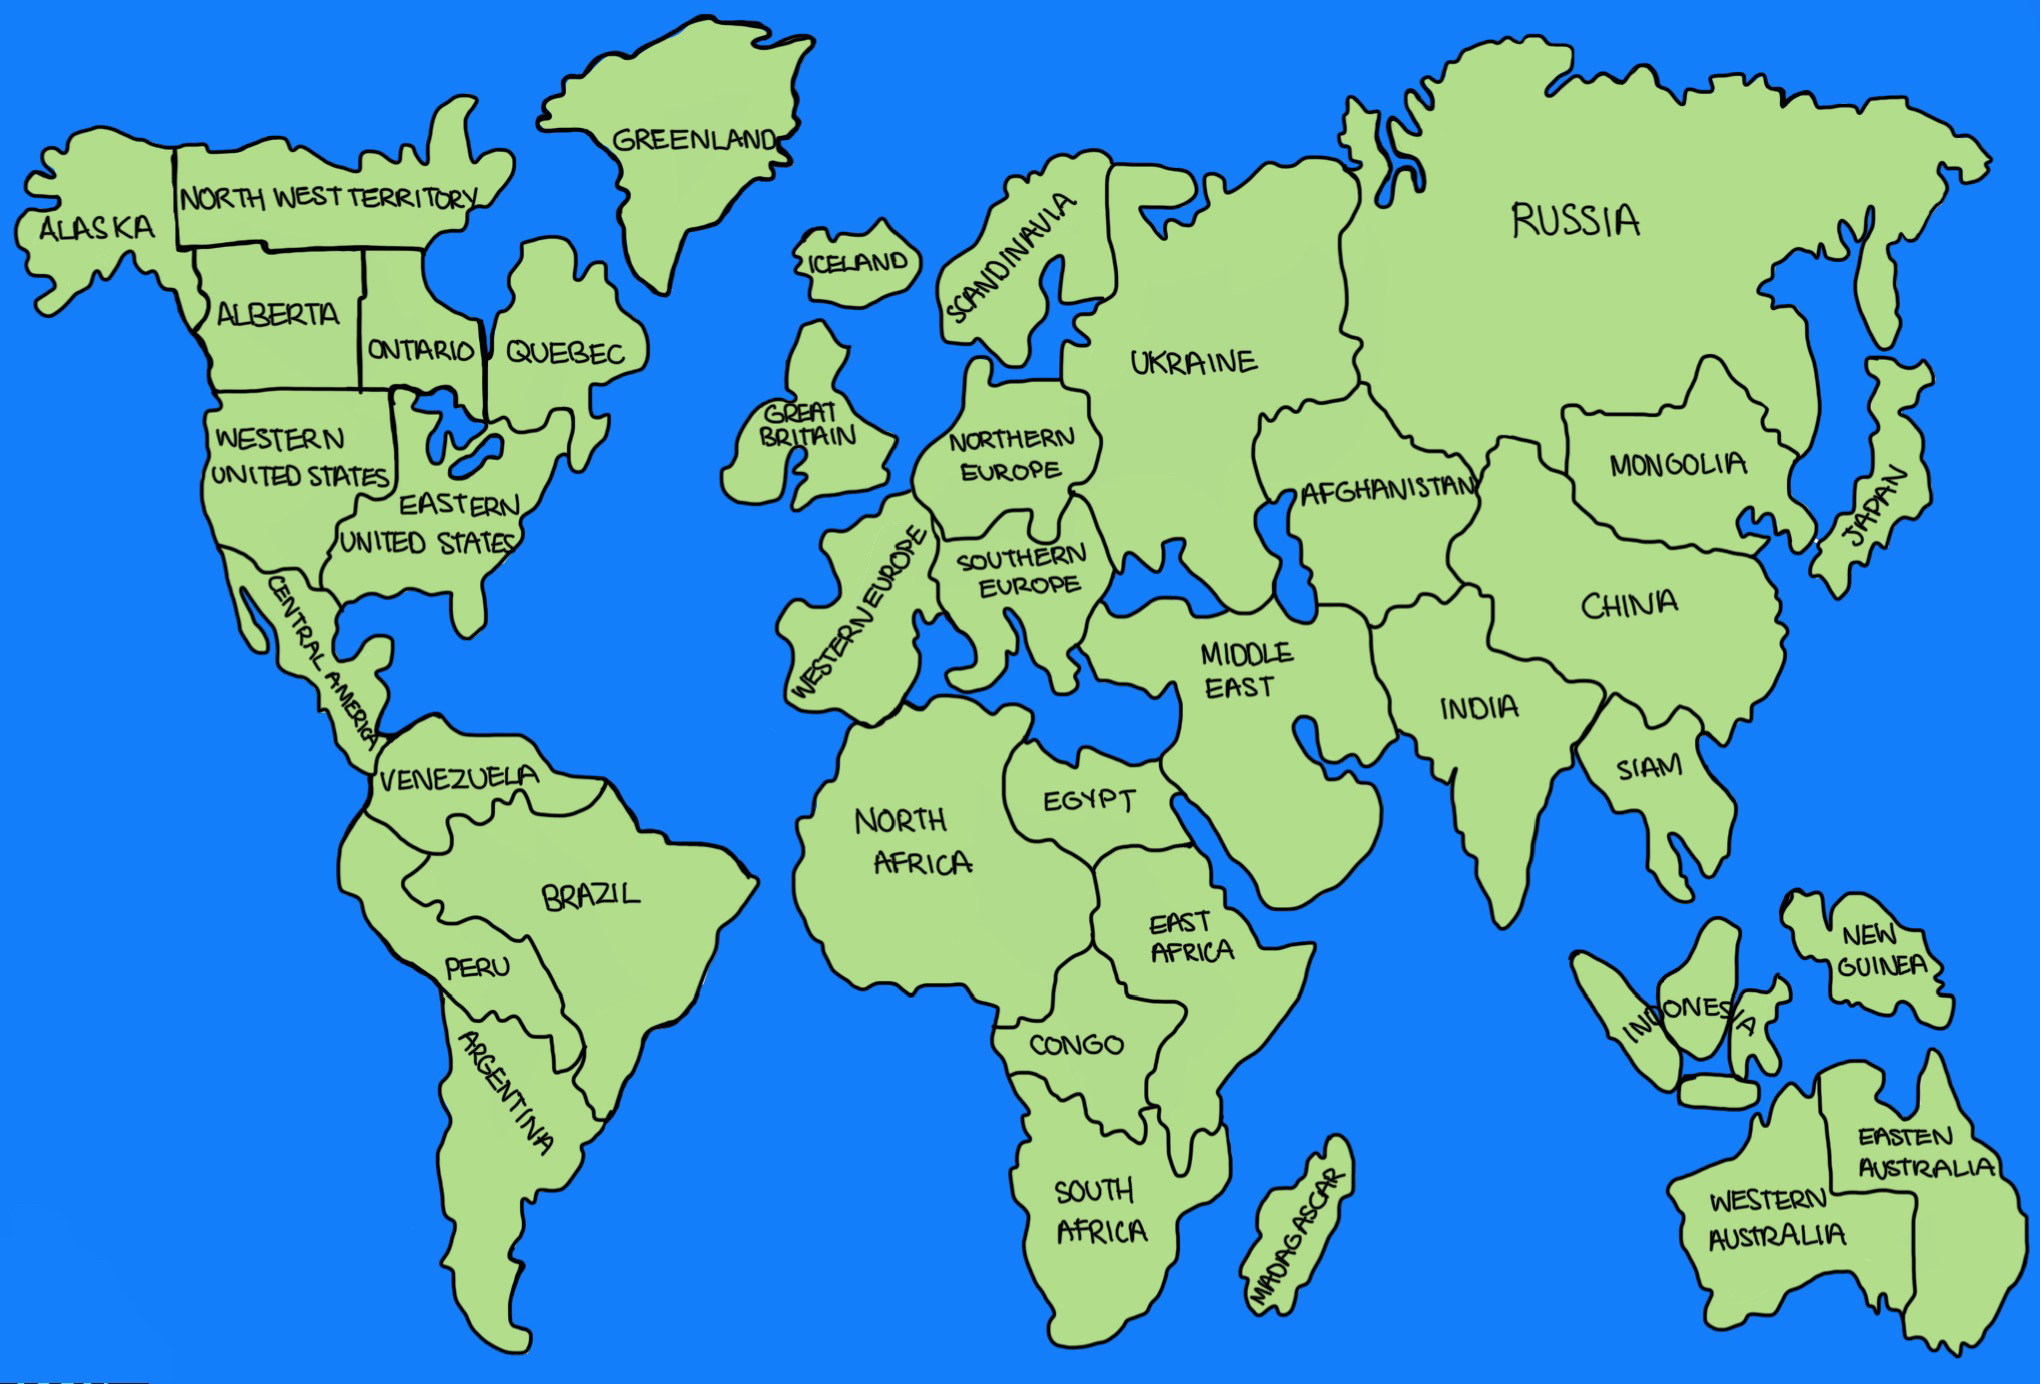 GREENLAND
ALASKA
NORTH WEST TERRITORY
ICELAND
SCANDINAVIA
RUSSIA
ALBERTA
ONTARIO
QUEBEC
GREAT
BRITAIN
UKRAINE
WESTERN
UNITED STATES
EASTERN
UNITED STATES
NORTHERN
EUROPE
AFGHANISTAN
MONGOLIA
JAPAN
CENTRAL AMERICA
WESTERN EUROPE
SOUTHERN
EUROPE
MIDDLE
EAST
CHINA
INDIA
SIAM
VENEZUELA
BRAZIL
PERU
ARGENTINA
NORTH
AFRICA
EGYPT
EAST
AFRICA
CONGO
SOUTH
AFRICA
MADAGASCAR
INDONESIA
NEW
GUINEA
WESTERN
AUSTRALIA
EASTEN
AUSTRALIA